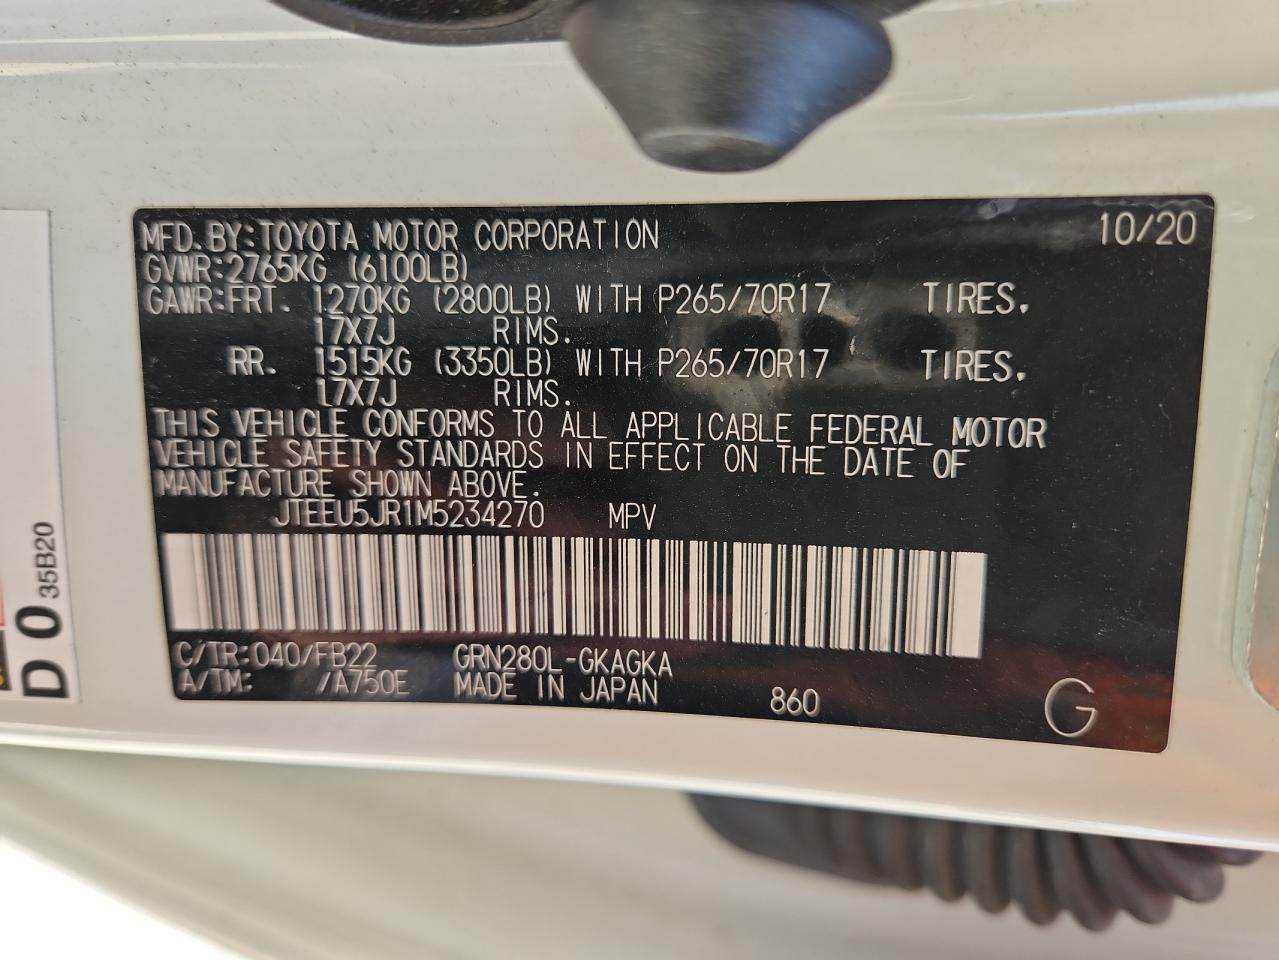 MFD. BY: TOYOTA MOTOR CORPORATION 10/20
GVWR: 2765KG (6100LB)
GAWR: FRT. 1270KG (2800LB) WITH P265/70R17 TIRES.
17X7J RIMS.
RR. 1515KG (3350LB) WITH P265/70R17 TIRES.
17X7J RIMS.
THIS VEHICLE CONFORMS TO ALL APPLICABLE FEDERAL MOTOR
VEHICLE SAFETY STANDARDS IN EFFECT ON THE DATE OF
MANUFACTURE SHOWN ABOVE.
JTEEU5JR1M5234270 MPV
C/TR: 040/FB22 GRN280L-GKAGKA
A/TM: /A750E MADE IN JAPAN 860 G
D 0 35B20